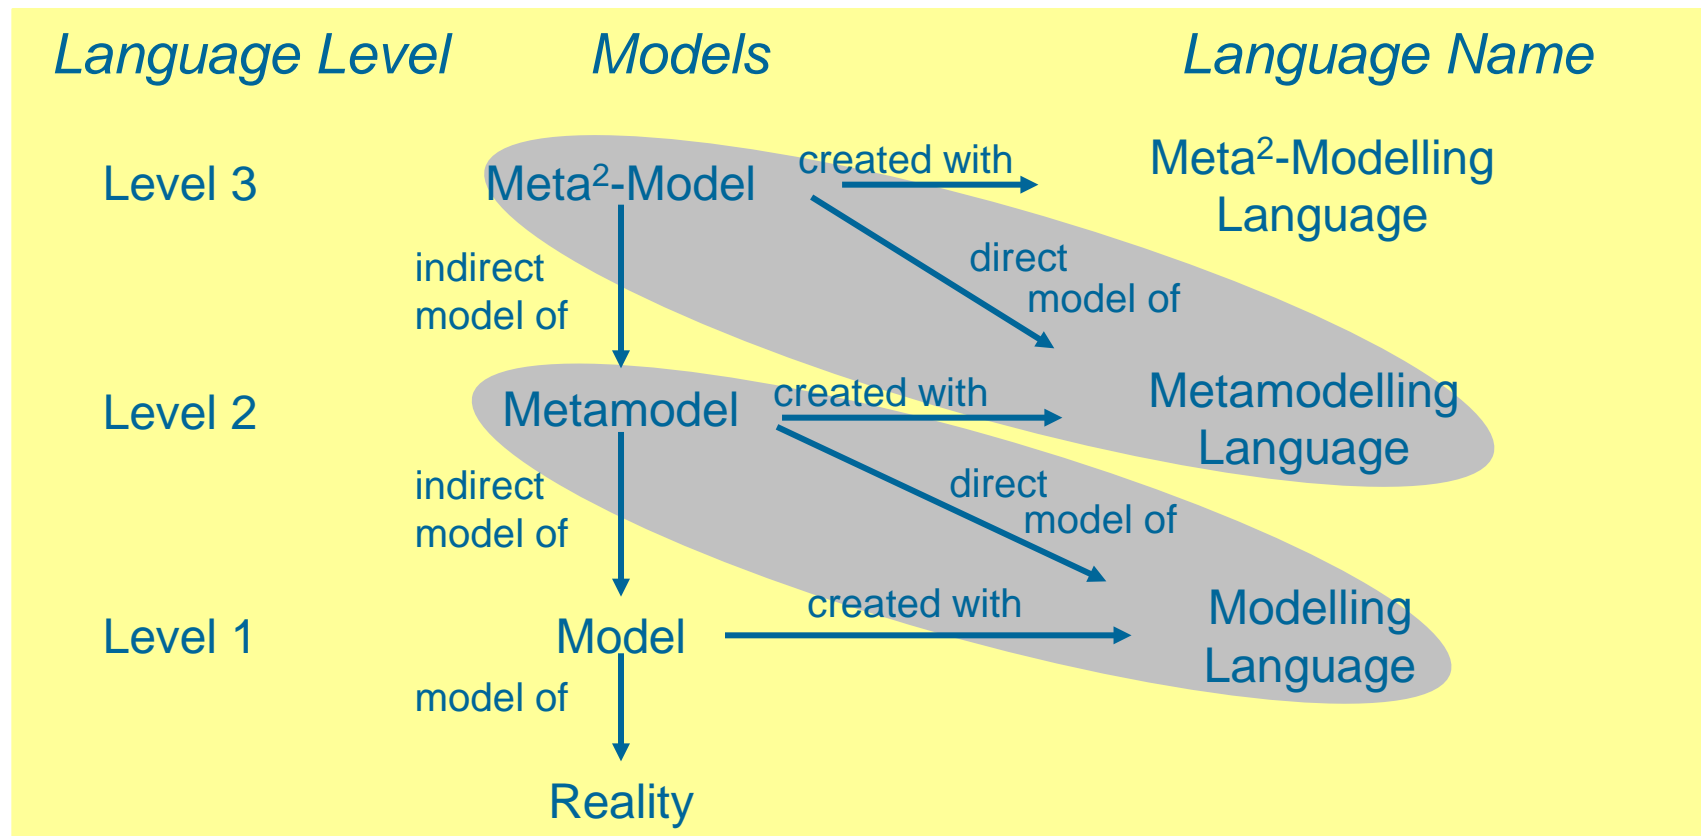 Language Level Models Language Name
Level 3 Meta²-Model created with Meta²-Modelling
Language
indirect
model of
direct
model of
Level 2 Metamodel created with Metamodelling
Language
indirect
model of
direct
model of
Level 1 Model created with Modelling
Language
model of
Reality